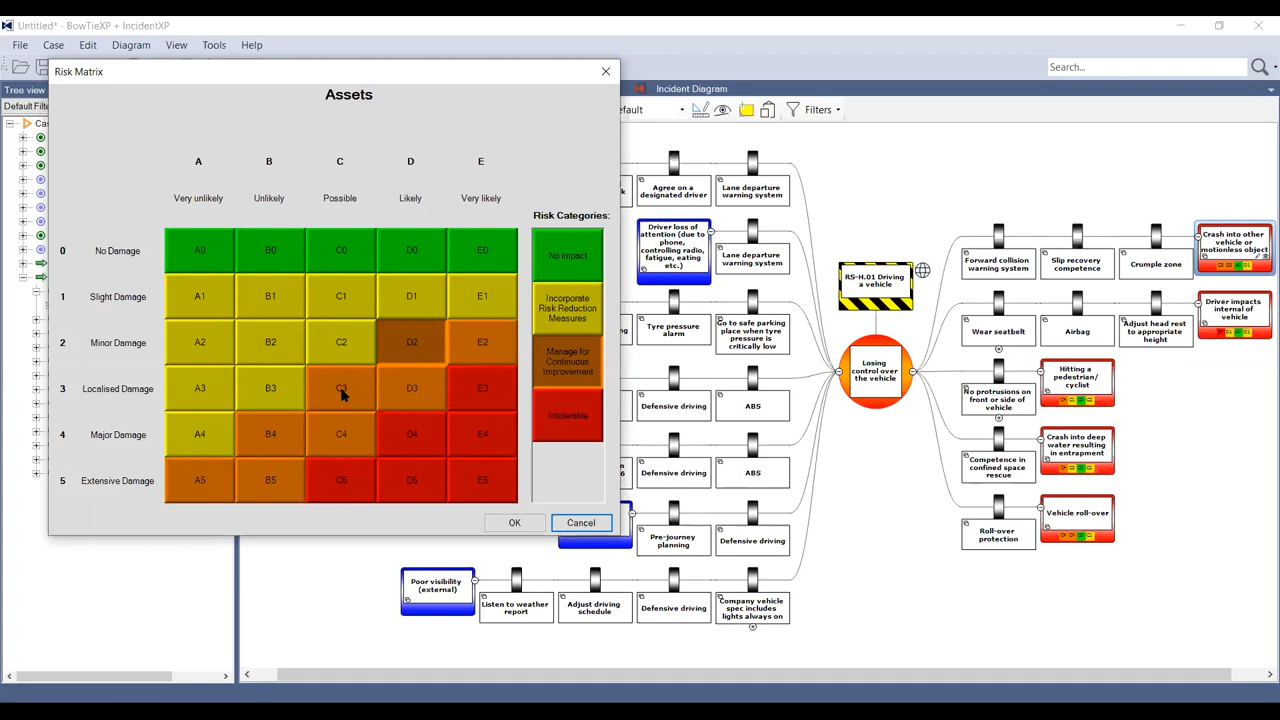 Untitled* - BowTieXP + IncidentXP
File Case Edit Diagram View Tools Help
Search...
Tree view
Default Filte
Cas
Incident Diagram
efault
Filters
Risk Matrix
Assets
A B C D E
Very unlikely Unlikely Possible Likely Very likely
Risk Categories:
0 No Damage A0 B0 C0 D0 E0
1 Slight Damage A1 B1 C1 D1 E1
2 Minor Damage A2 B2 C2 D2 E2
3 Localised Damage A3 B3 C3 D3 E3
4 Major Damage A4 B4 C4 D4 E4
5 Extensive Damage A5 B5 C5 D5 E5
No impact
Incorporate
Risk Reduction
Measures
Manage for
Continuous
Improvement
Intolerable
OK Cancel
Agree on a
designated driver
Lane departure
warning system
Driver loss of
attention (due to
phone,
controlling radio,
fatigue, eating
etc.)
Lane departure
warning system
Tyre pressure
alarm
Go to safe parking
place when tyre
pressure is
critically low
Defensive driving
ABS
Defensive driving
ABS
Pre-journey
planning
Defensive driving
Poor visibility
(external)
Listen to weather
report
Adjust driving
schedule
Defensive driving
Company vehicle
spec includes
lights always on
RS-H.01 Driving
a vehicle
Losing
control over
the vehicle
Forward collision
warning system
Slip recovery
competence
Crumple zone
Crash into other
vehicle or
motionless object
Wear seatbelt
Airbag
Adjust head rest
to appropriate
height
Driver impacts
internal of
vehicle
No protrusions on
front or side of
vehicle
Hitting a
pedestrian/
cyclist
Competence in
confined space
rescue
Crash into deep
water resulting
in entrapment
Roll-over
protection
Vehicle roll-over